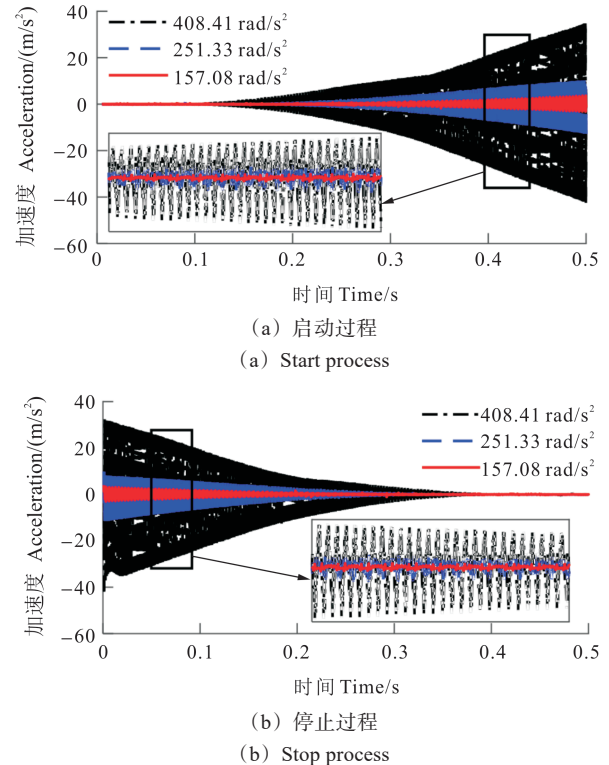 40
408.41 rad/s²
251.33 rad/s²
157.08 rad/s²
20
0
−20
−40
−60
加速度 Acceleration/(m/s²)
0 0.1 0.2 0.3 0.4 0.5
时间 Time/s
（a）启动过程
（a）Start process
40
408.41 rad/s²
251.33 rad/s²
157.08 rad/s²
20
0
−20
−40
−60
加速度 Acceleration/(m/s²)
0 0.1 0.2 0.3 0.4 0.5
时间 Time/s
（b）停止过程
（b）Stop process